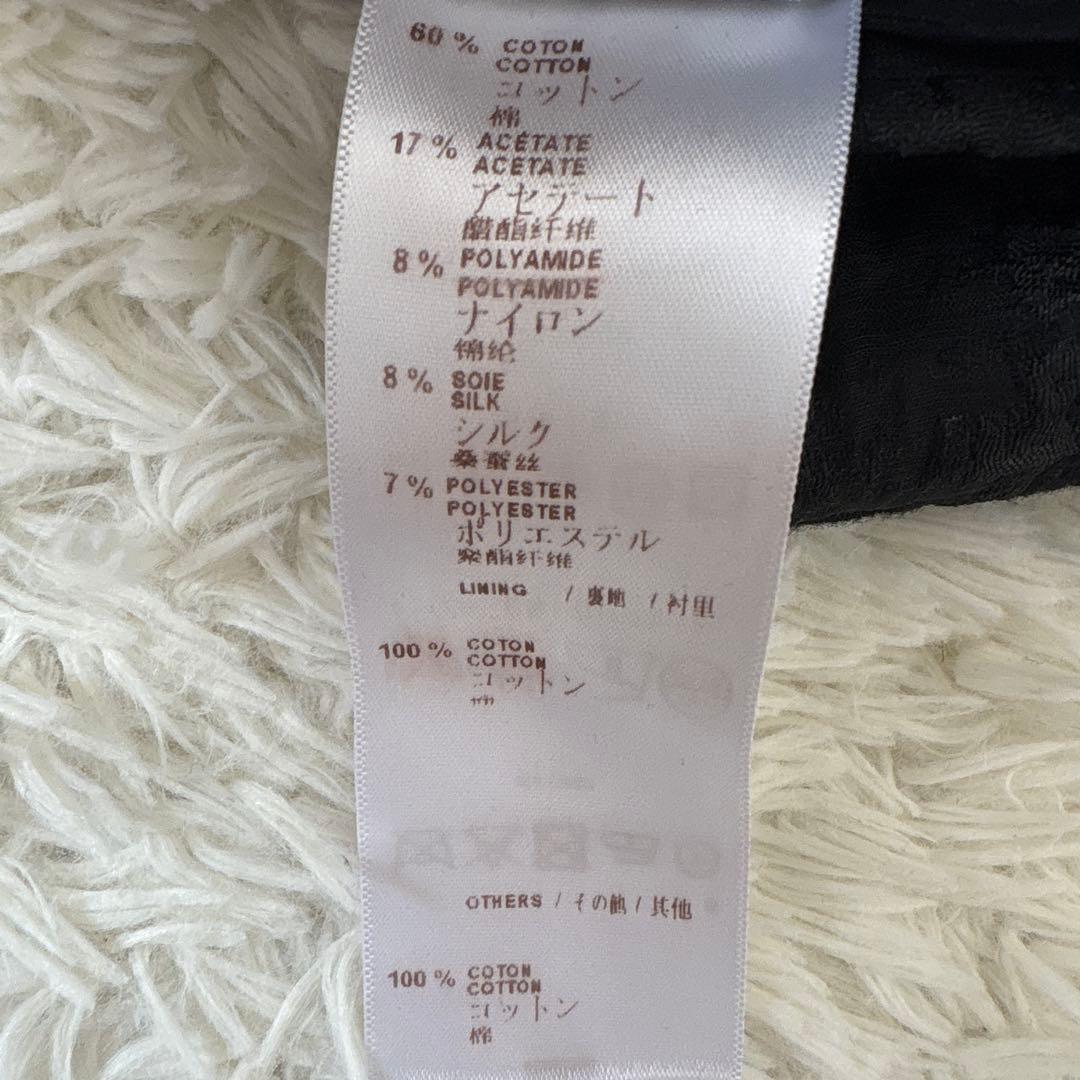 60 % COTON
COTTON
コットン
棉
17 % ACÉTATE
ACETATE
アセテート
醋酯纤维
8 % POLYAMIDE
POLYAMIDE
ナイロン
锦纶
8 % SOIE
SILK
シルク
桑蚕丝
7 % POLYESTER
POLYESTER
ポリエステル
聚酯纤维
LINING / 裏地 / 衬里
100 % COTON
COTTON
コットン
棉
OTHERS / その他 / 其他
100 % COTON
COTTON
コットン
棉